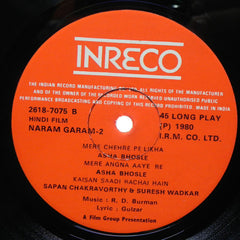 INRECO
THE INDIAN RECORD MANUFACTURING CO. LTD. ALL RIGHTS OF THE MANUFACTURER
AND OF THE OWNER OF THE RECORDED WORK RESERVED UNAUTHORISED PUBLIC
PERFORMANCE BROADCASTING AND COPYING OF THIS RECORD PROHIBITED. MADE IN INDIA.
2618-7075 B
45 LONG PLAY
HINDI FILM
(P) 1980
NARAM GARAM-2
I.R.M. CO. LTD.
MERE CHEHRE PE LIKHA
ASHA BHOSLE
MERE ANGNA AAYE RE
ASHA BHOSLE
KAISAN SAADI HACHAI HAIN
SAPAN CHAKRAVORTHY & SURESH WADKAR
Music : R. D. Burman
Lyric : Gulzar
A Film Group Presentation